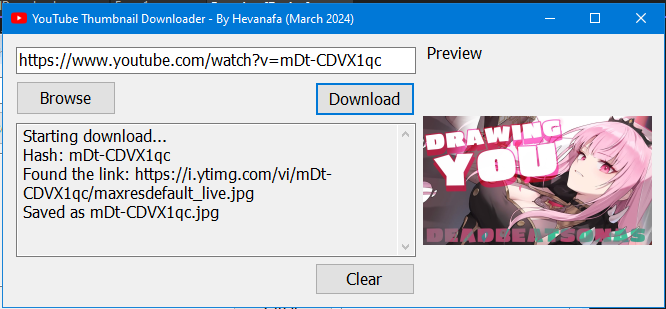 YouTube Thumbnail Downloader - By Hevanafa (March 2024)
https://www.youtube.com/watch?v=mDt-CDVX1qc
Preview
Browse
Download
Starting download...
Hash: mDt-CDVX1qc
Found the link: https://i.ytimg.com/vi/mDt-
CDVX1qc/maxresdefault_live.jpg
Saved as mDt-CDVX1qc.jpg
DRAWING
YOU
DEADBEATSONGS
Clear